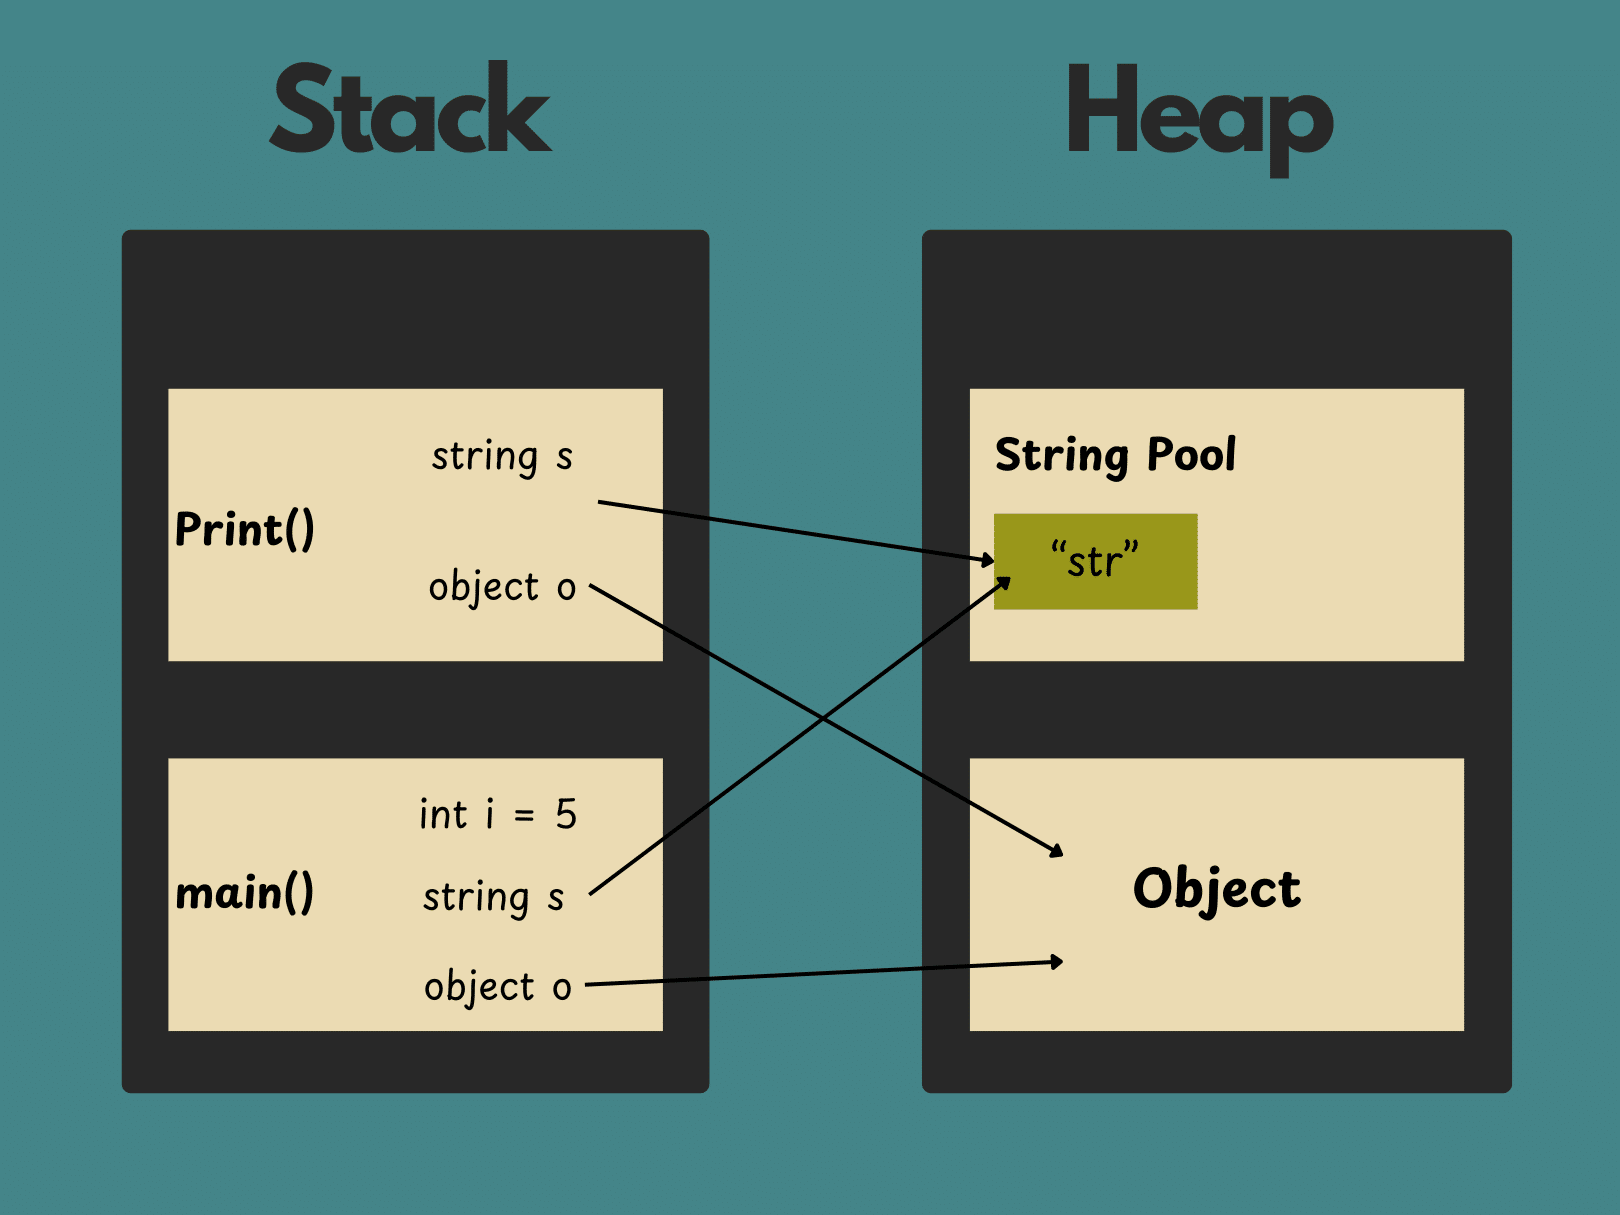 Stack
Heap
string s
Print()
object o
String Pool
“str”
int i = 5
main()
string s
object o
Object